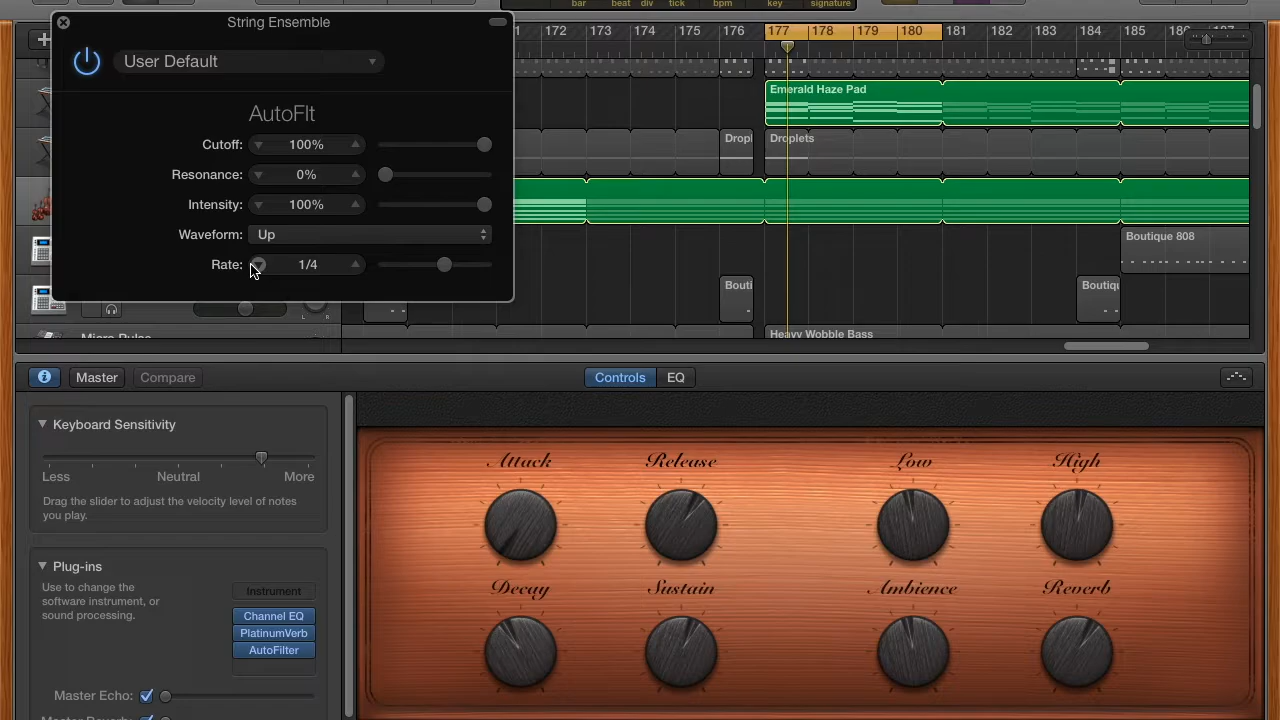 bar beat div tick bpm key signature
String Ensemble
172 173 174 175 176 177 178 179 180 181 182 183 184 185
User Default
Emerald Haze Pad
AutoFlt
Cutoff: 100%
Droplets
Resonance: 0%
Intensity: 100%
Waveform: Up
Boutique 808
Rate: 1/4
L R
Heavy Wobble Bass
Master Compare
Controls EQ
Keyboard Sensitivity
Less Neutral More
Drag the slider to adjust the velocity level of notes
you play.
Attack Release Low High
Plug-ins
Use to change the
software instrument, or
sound processing.
Instrument
Channel EQ
PlatinumVerb
AutoFilter
Decay Sustain Ambience Reverb
Master Echo: